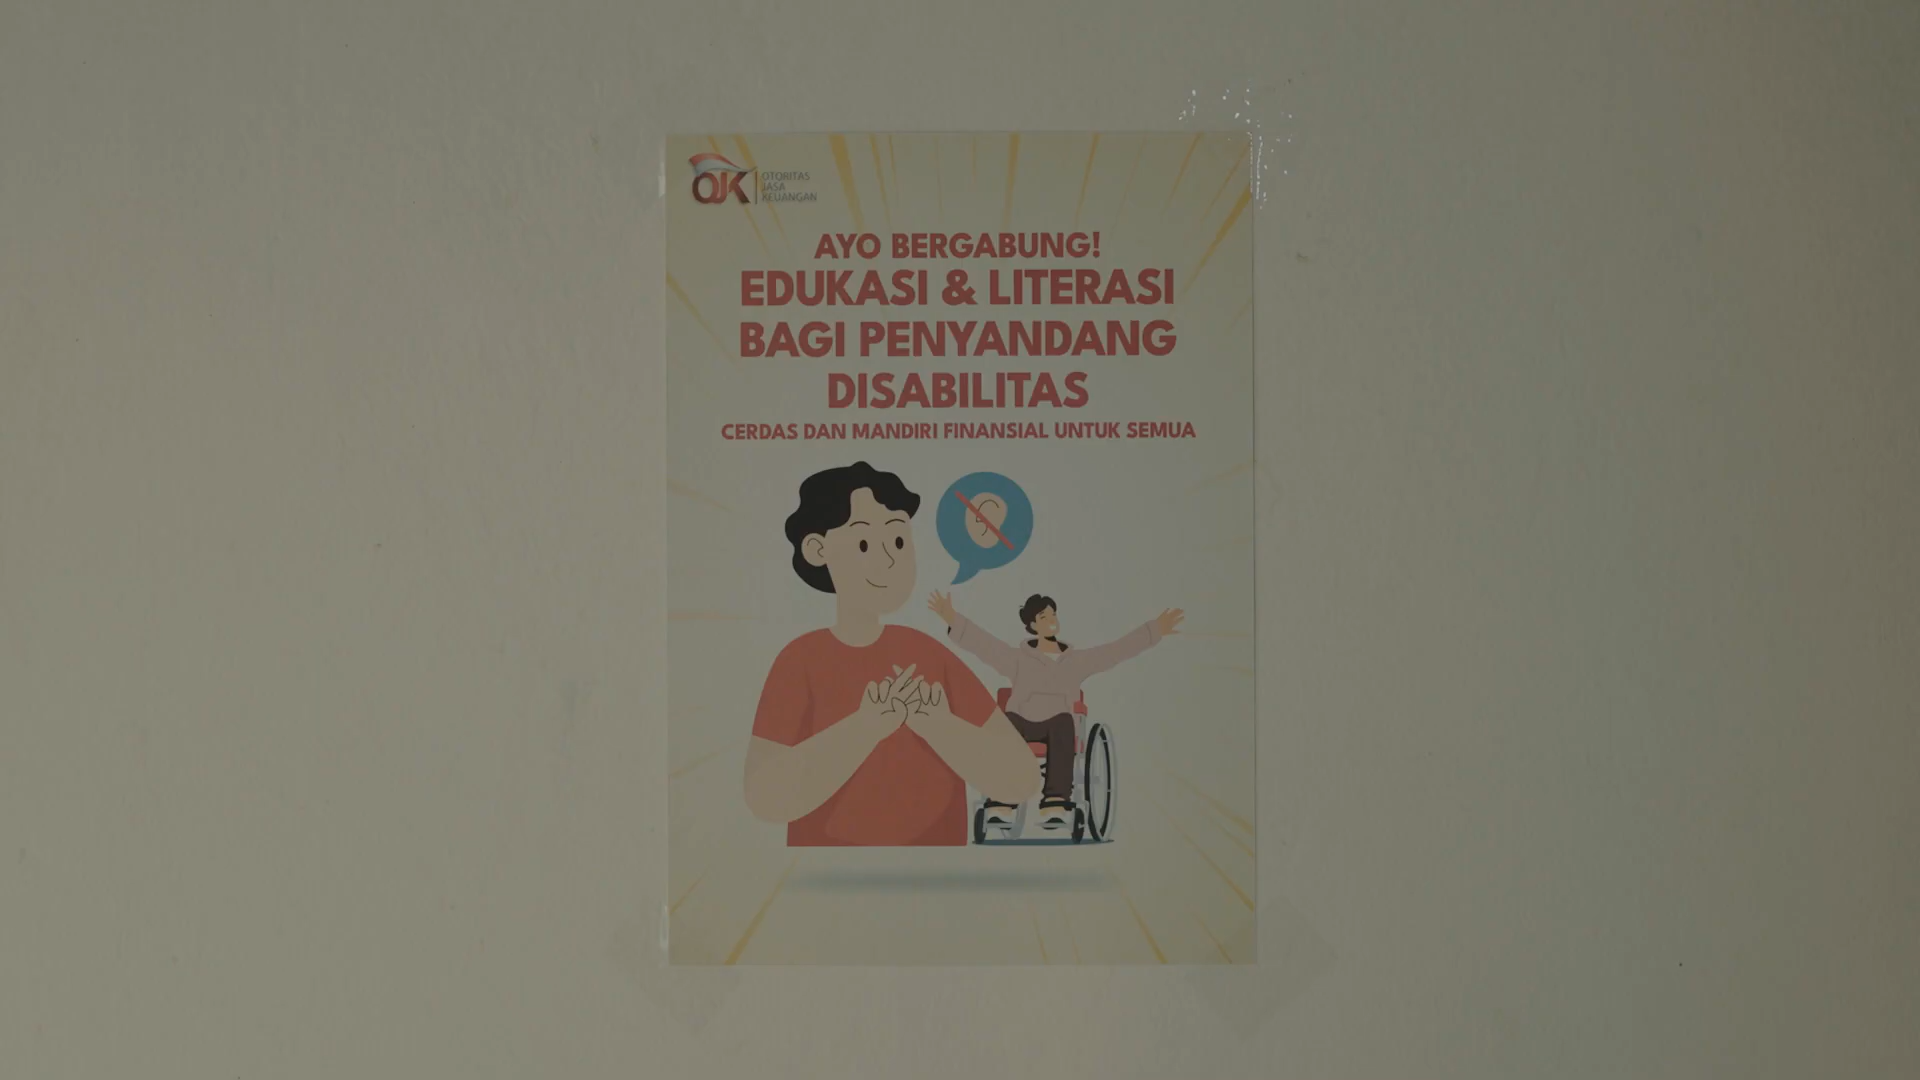 OJK
OTORITAS
JASA
KEUANGAN
AYO BERGABUNG!
EDUKASI & LITERASI
BAGI PENYANDANG
DISABILITAS
CERDAS DAN MANDIRI FINANSIAL UNTUK SEMUA